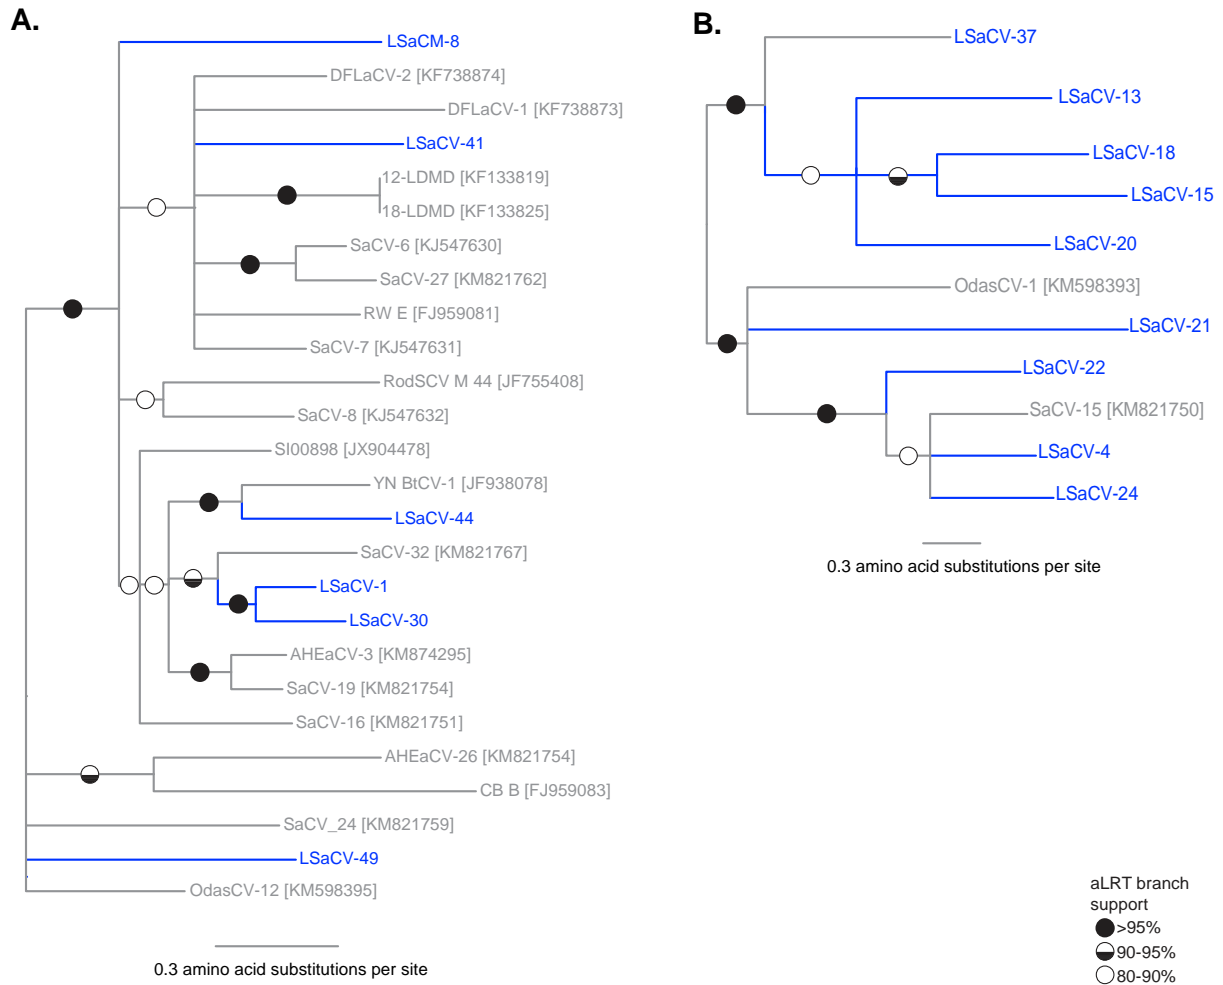 A.
LSaCM-8
DFLaCV-2 [KF738874]
DFLaCV-1 [KF738873]
LSaCV-41
12-LDMD [KF133819]
18-LDMD [KF133825]
SaCV-6 [KJ547630]
SaCV-27 [KM821762]
RW E [FJ959081]
SaCV-7 [KJ547631]
RodSCV M 44 [JF755408]
SaCV-8 [KJ547632]
SI00898 [JX904478]
YN BtCV-1 [JF938078]
LSaCV-44
SaCV-32 [KM821767]
LSaCV-1
LSaCV-30
AHEaCV-3 [KM874295]
SaCV-19 [KM821754]
SaCV-16 [KM821751]
AHEaCV-26 [KM821754]
CB B [FJ959083]
SaCV_24 [KM821759]
LSaCV-49
OdasCV-12 [KM598395]
0.3 amino acid substitutions per site
B.
LSaCV-37
LSaCV-13
LSaCV-18
LSaCV-15
LSaCV-20
OdasCV-1 [KM598393]
LSaCV-21
LSaCV-22
SaCV-15 [KM821750]
LSaCV-4
LSaCV-24
0.3 amino acid substitutions per site
aLRT branch
support
>95%
90-95%
80-90%